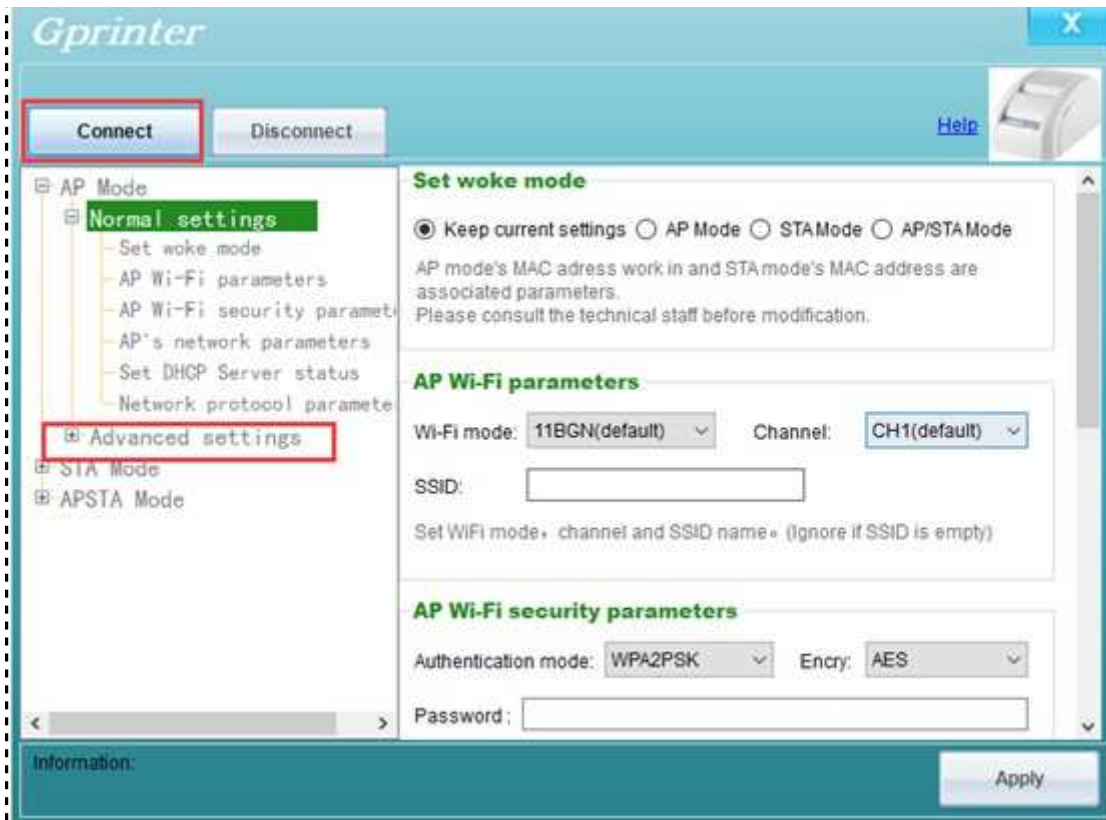 Gprinter
X
Connect
Disconnect
Help
AP Mode
Normal settings
Set woke mode
AP Wi-Fi parameters
AP Wi-Fi security paramet
AP's network parameters
Set DHCP Server status
Network protocol paramete
Advanced settings
STA Mode
APSTA Mode
Set woke mode
Keep current settings AP Mode STA Mode AP/STA Mode
AP mode's MAC adress work in and STA mode's MAC address are
associated parameters.
Please consult the technical staff before modification.
AP Wi-Fi parameters
Wi-Fi mode: 11BGN(default) Channel: CH1(default)
SSID:
Set WiFi mode，channel and SSID name。(Ignore if SSID is empty)
AP Wi-Fi security parameters
Authentication mode: WPA2PSK Encry: AES
Password :
Information:
Apply